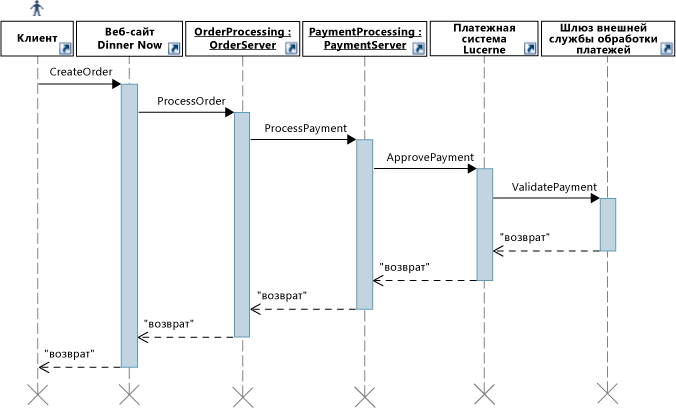 Клиент
Веб-сайт
Dinner Now
OrderProcessing :
OrderServer
PaymentProcessing :
PaymentServer
Платежная
система
Lucerne
Шлюз внешней
службы обработки
платежей
CreateOrder
ProcessOrder
ProcessPayment
ApprovePayment
ValidatePayment
"возврат"
"возврат"
"возврат"
"возврат"
"возврат"